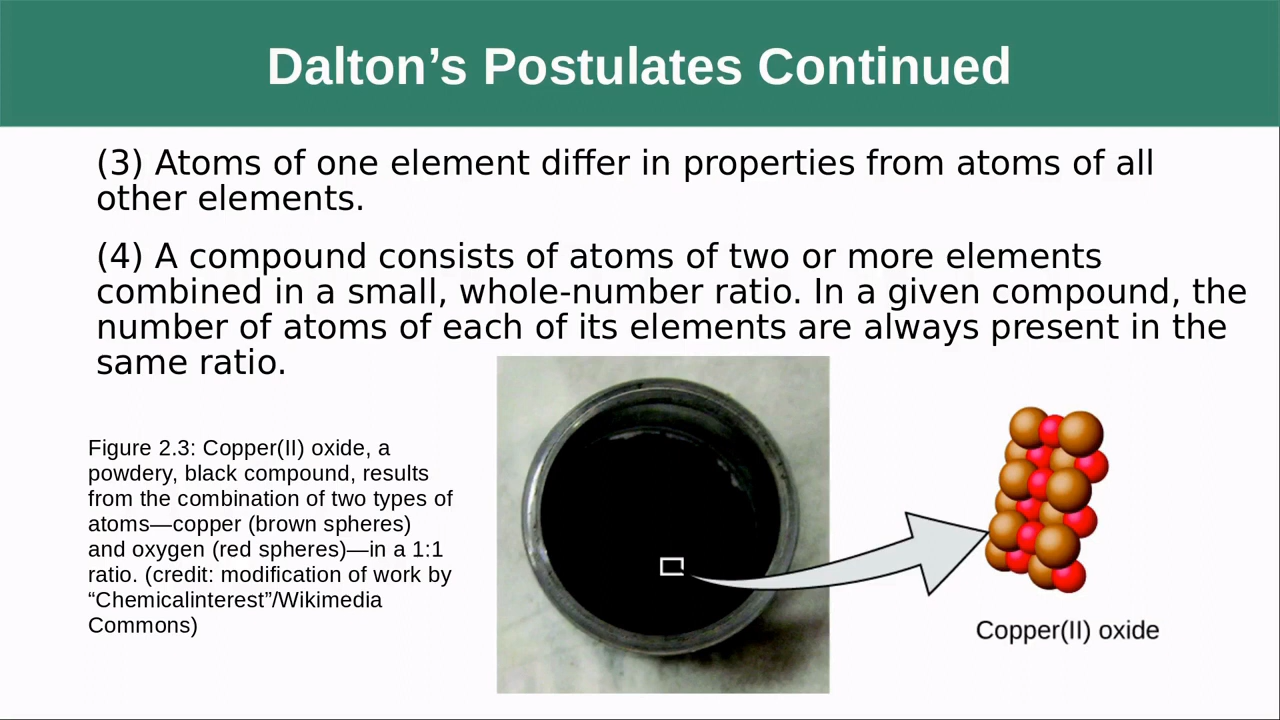 Dalton’s Postulates Continued
(3) Atoms of one element differ in properties from atoms of all
other elements.
(4) A compound consists of atoms of two or more elements
combined in a small, whole-number ratio. In a given compound, the
number of atoms of each of its elements are always present in the
same ratio.
Figure 2.3: Copper(II) oxide, a
powdery, black compound, results
from the combination of two types of
atoms—copper (brown spheres)
and oxygen (red spheres)—in a 1:1
ratio. (credit: modification of work by
“Chemicalinterest”/Wikimedia
Commons)
Copper(II) oxide